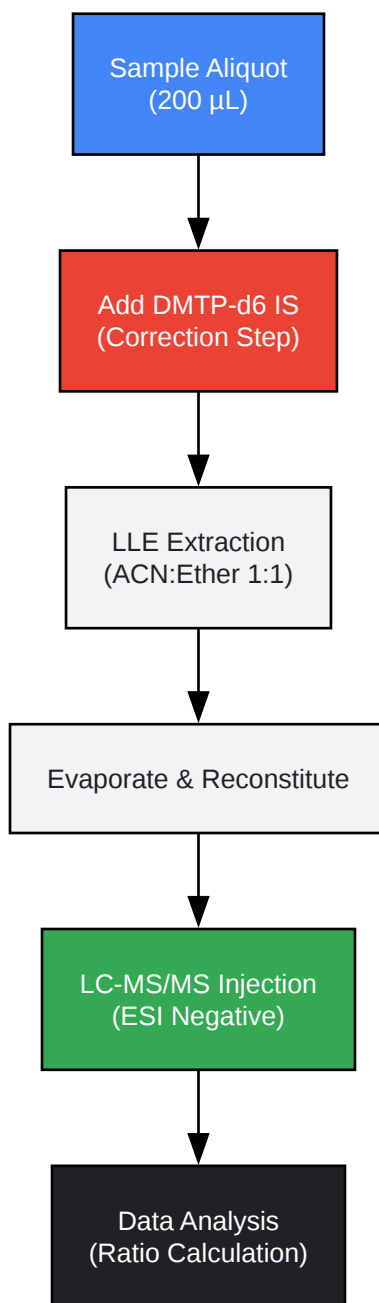 Sample Aliquot
(200 µL)
Add DMTP-d6 IS
(Correction Step)
LLE Extraction
(ACN:Ether 1:1)
Evaporate & Reconstitute
LC-MS/MS Injection
(ESI Negative)
Data Analysis
(Ratio Calculation)